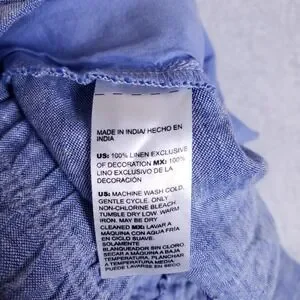 MADE IN INDIA/ HECHO EN
INDIA
US: 100% LINEN EXCLUSIVE
OF DECORATION MX: 100%
LINO EXCLUSIVO DE LA
DECORACIÓN
US: MACHINE WASH COLD,
GENTLE CYCLE. ONLY
NON-CHLORINE BLEACH
TUMBLE DRY LOW. WARM
IRON. MAY BE DRY
CLEANED MX: LAVAR A
MÁQUINA CON AGUA FRÍA
EN CICLO SUAVE.
SOLAMENTE
BLANQUEADOR SIN CLORO.
SECAR A MÁQUINA A BAJA
TEMPERATURA. PLANCHAR
A TEMPERATURA MEDIA.
PUEDE LAVARSE EN SECO